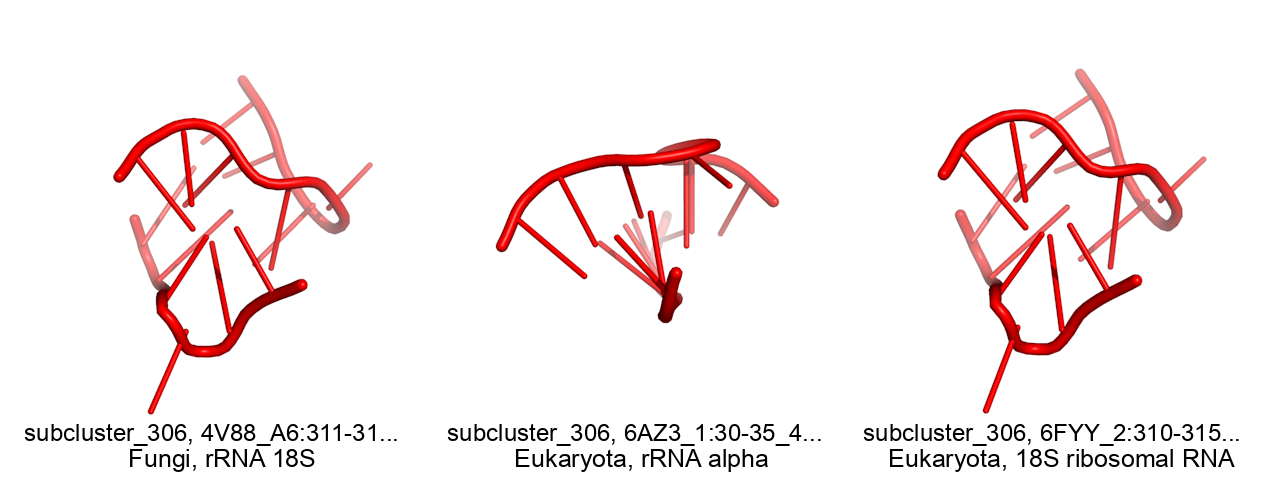 subcluster_306, 4V88_A6:311-31...
Fungi, rRNA 18S
subcluster_306, 6AZ3_1:30-35_4...
Eukaryota, rRNA alpha
subcluster_306, 6FYY_2:310-315...
Eukaryota, 18S ribosomal RNA